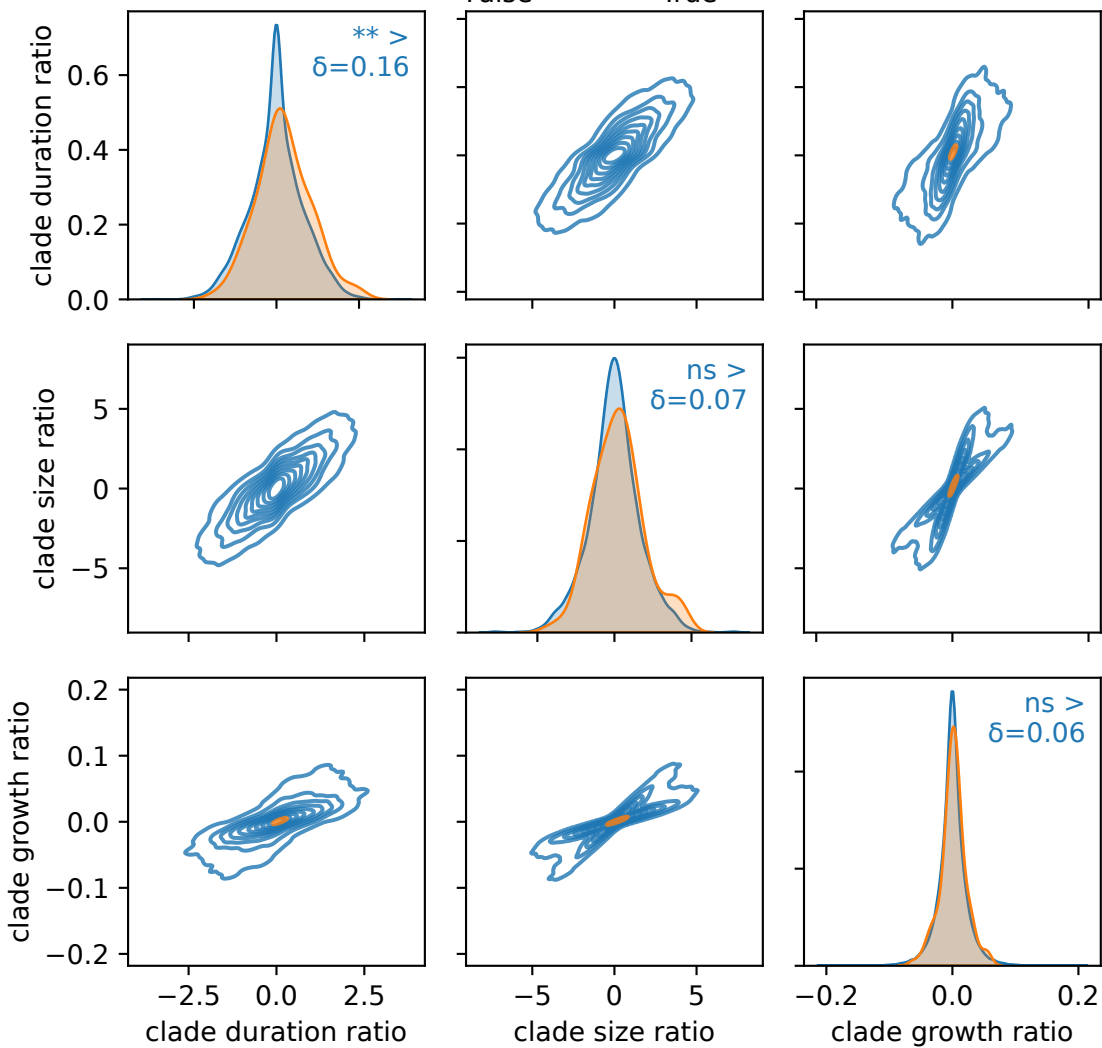 clade duration ratio
0.6
0.4
0.2
0.0
** >
δ=0.16
clade size ratio
5
0
−5
ns >
δ=0.07
clade growth ratio
0.2
0.1
0.0
−0.1
−0.2
ns >
δ=0.06
−2.5 0.0 2.5
−5 0 5
−0.2 0.0 0.2
clade duration ratio
clade size ratio
clade growth ratio